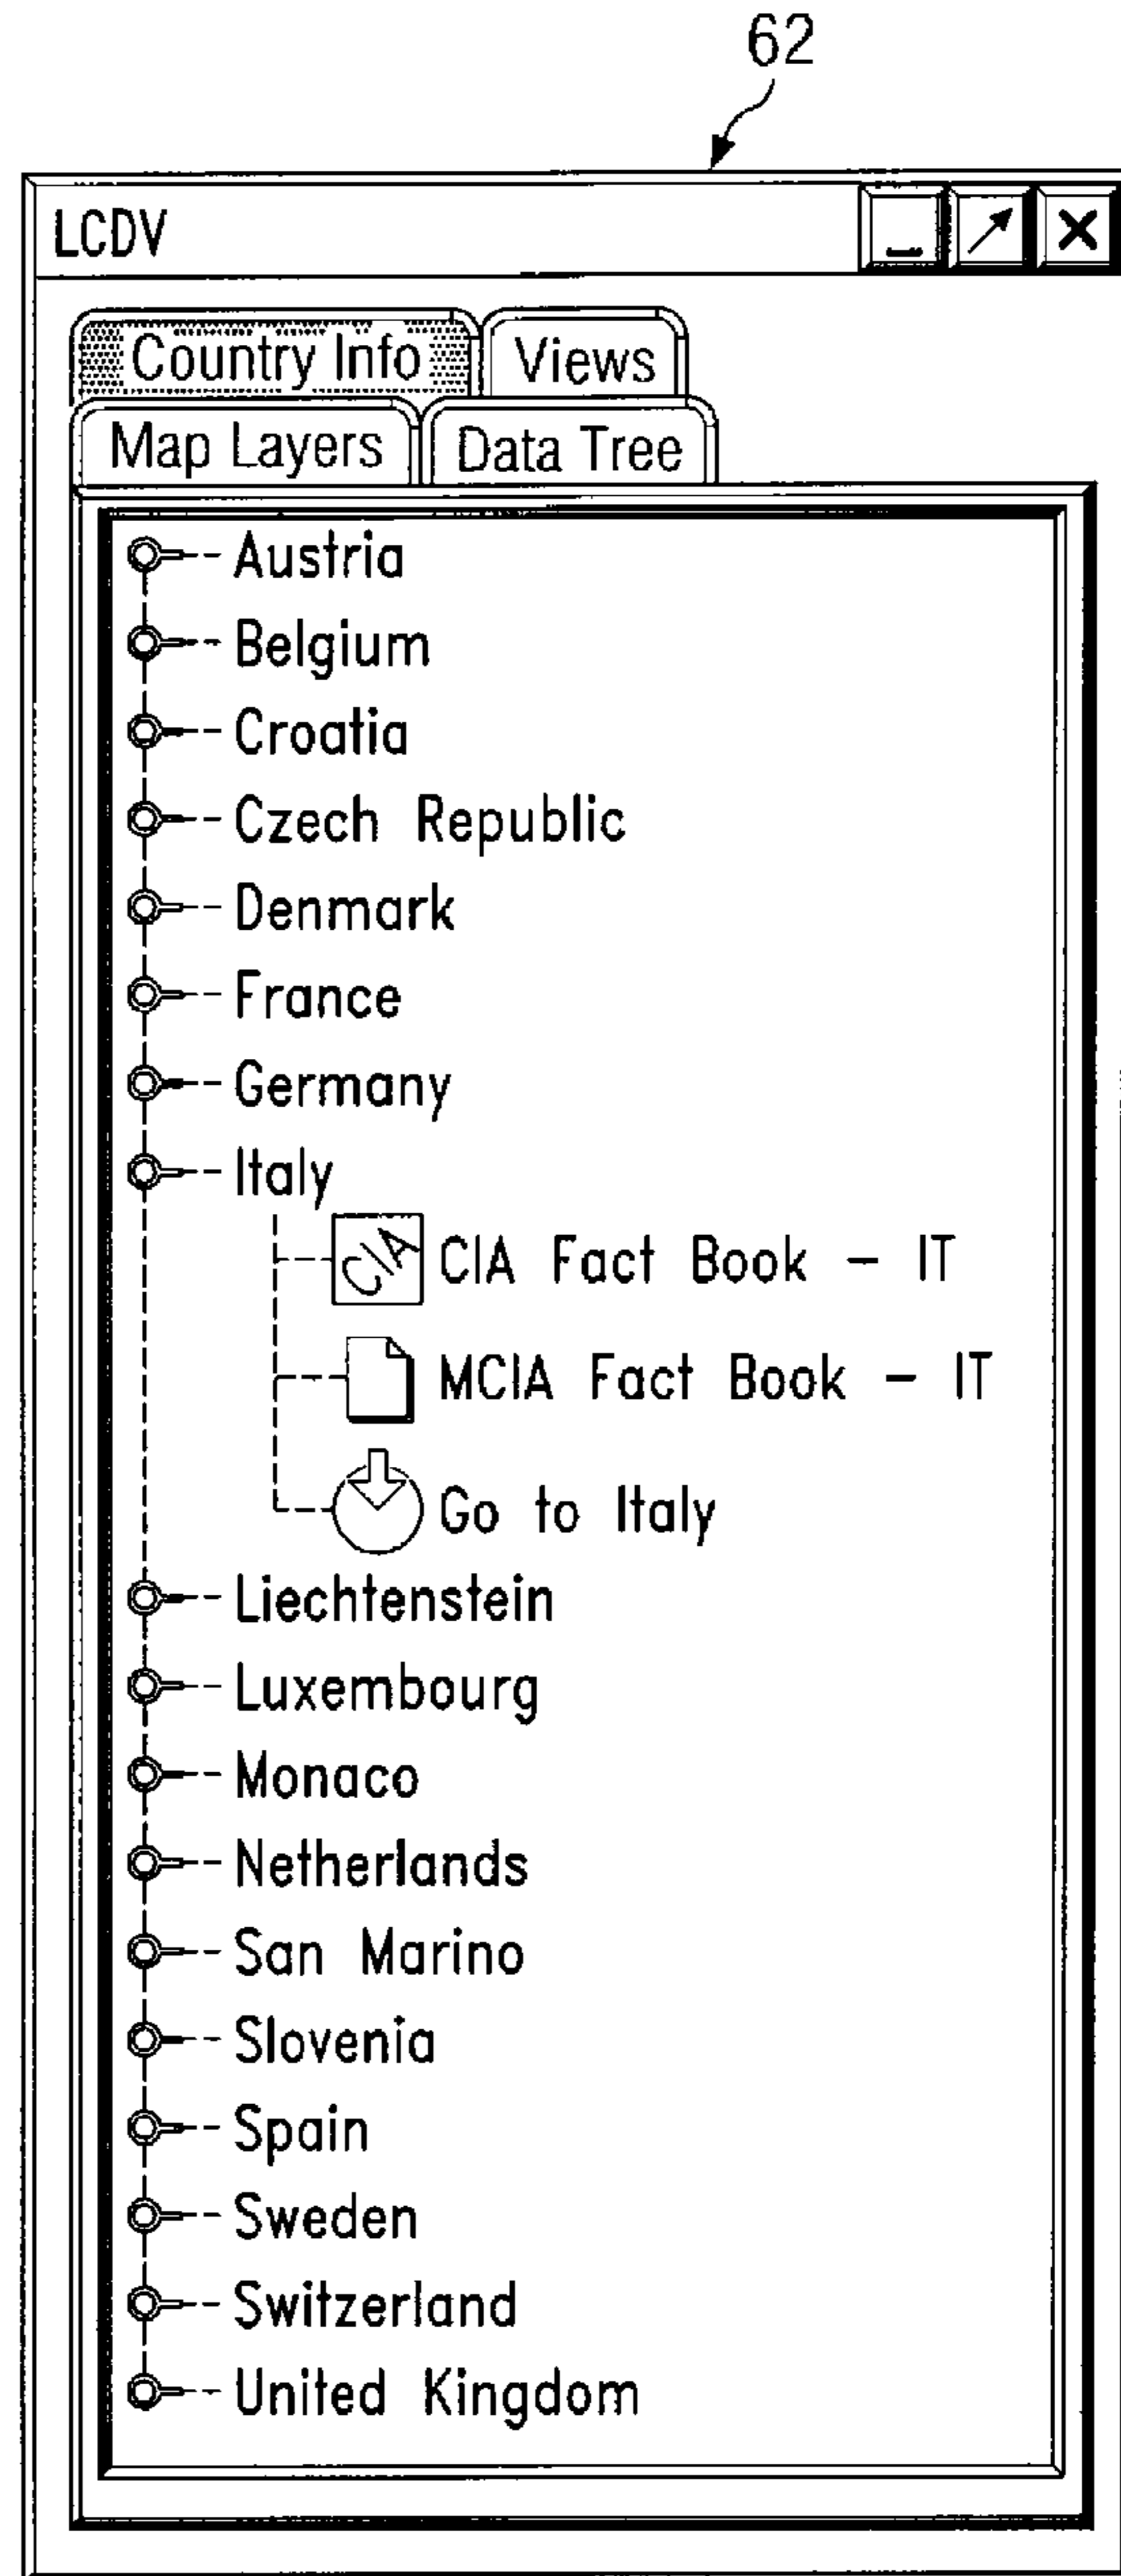 62
LCDV
Country Info Views
Map Layers Data Tree
Austria
Belgium
Croatia
Czech Republic
Denmark
France
Germany
Italy
CIA CIA Fact Book - IT
MCIA Fact Book - IT
Go to Italy
Liechtenstein
Luxembourg
Monaco
Netherlands
San Marino
Slovenia
Spain
Sweden
Switzerland
United Kingdom